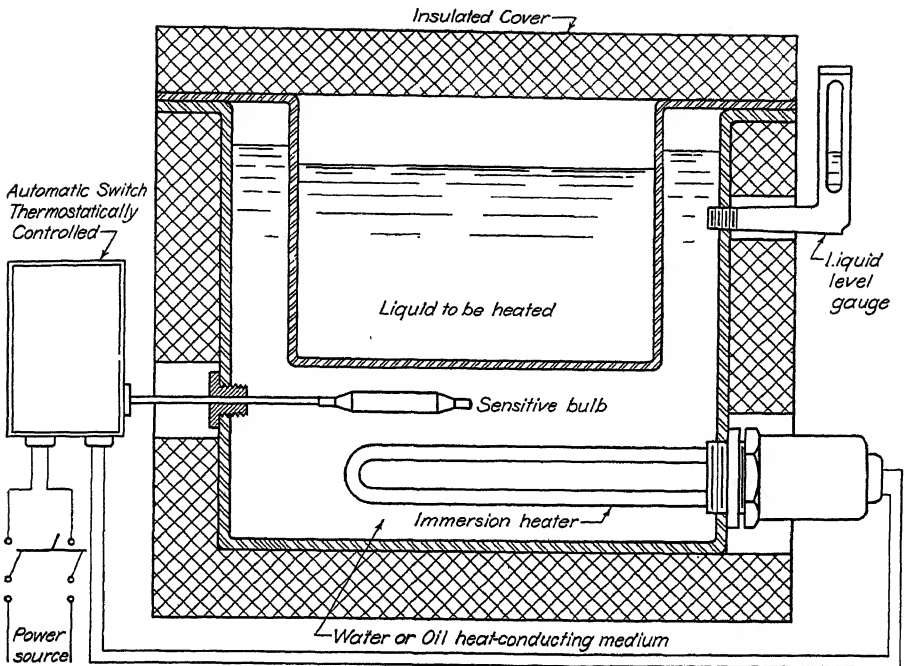 Insulated Cover
Automatic Switch
Thermostatically
Controlled
Liquid
level
gauge
Liquid to be heated
Sensitive bulb
Immersion heater
Water or Oil heat-conducting medium
Power
source